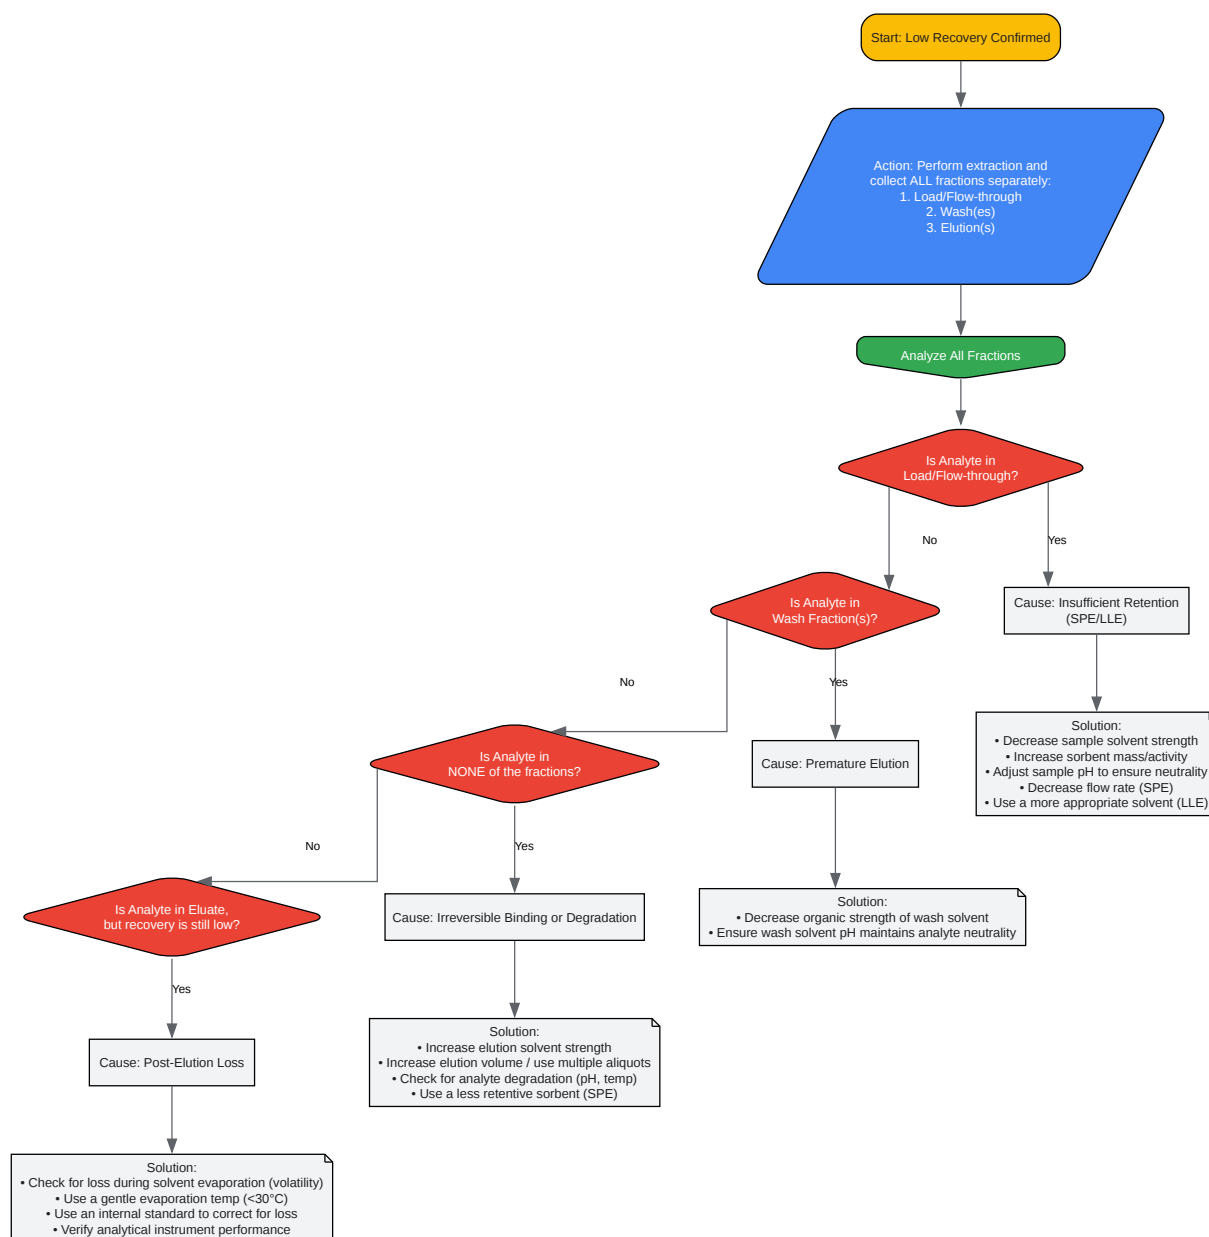 Start: Low Recovery Confirmed
Action: Perform extraction and
collect ALL fractions separately:
1. Load/Flow-through
2. Wash(es)
3. Elution(s)
Analyze All Fractions
Is Analyte in
Load/Flow-through?
No
Yes
Is Analyte in
Wash Fraction(s)?
Cause: Insufficient Retention
(SPE/LLE)
No
Yes
Solution:
• Decrease sample solvent strength
• Increase sorbent mass/activity
• Adjust sample pH to ensure neutrality
• Decrease flow rate (SPE)
• Use a more appropriate solvent (LLE)
Is Analyte in
NONE of the fractions?
Cause: Premature Elution
No
Yes
Solution:
• Decrease organic strength of wash solvent
• Ensure wash solvent pH maintains analyte neutrality
Is Analyte in Eluate,
but recovery is still low?
Cause: Irreversible Binding or Degradation
Yes
Solution:
• Increase elution solvent strength
• Increase elution volume / use multiple aliquots
• Check for analyte degradation (pH, temp)
• Use a less retentive sorbent (SPE)
Cause: Post-Elution Loss
Solution:
• Check for loss during solvent evaporation (volatility)
• Use a gentle evaporation temp (<30°C)
• Use an internal standard to correct for loss
• Verify analytical instrument performance